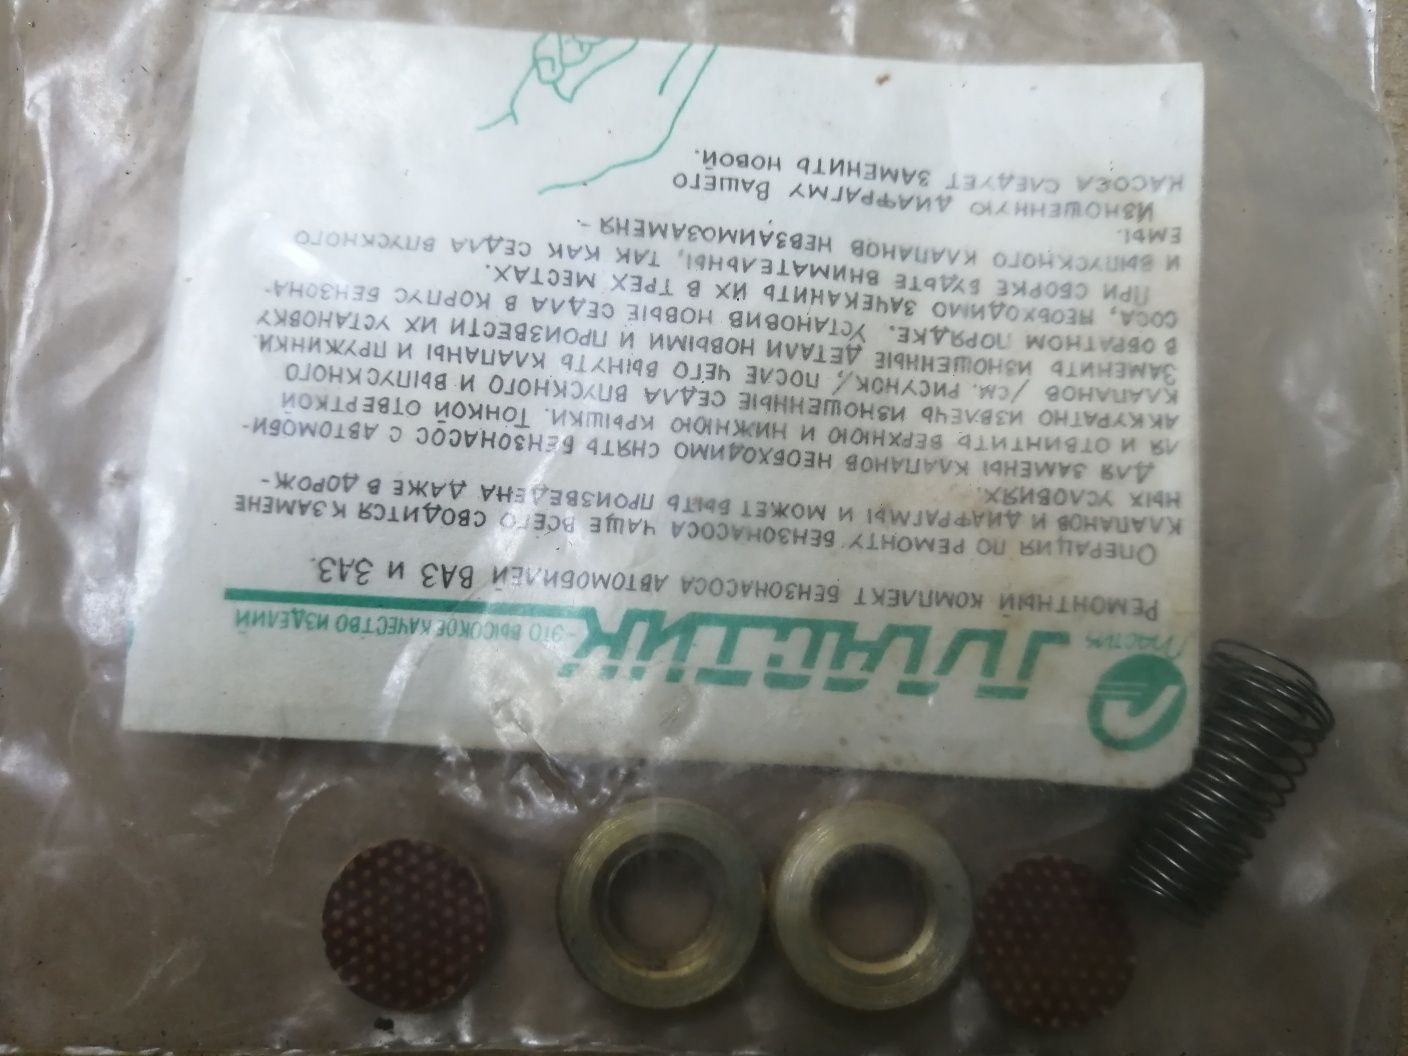 Пластик
ПЛАСТИК - ЭТО ВЫСОКОЕ КАЧЕСТВО ИЗДЕЛИЙ
РЕМОНТНЫЙ КОМПЛЕКТ БЕНЗОНАСОСА АВТОМОБИЛЕЙ ВАЗ И ЗАЗ.
ОПЕРАЦИЯ ПО РЕМОНТУ БЕНЗОНАСОСА ЧАЩЕ ВСЕГО СВОДИТСЯ К ЗАМЕНЕ
КЛАПАНОВ И ДИАФРАГМЫ И МОЖЕТ БЫТЬ ПРОИЗВЕДЕНА ДАЖЕ В ДОРОЖ-
НЫХ УСЛОВИЯХ.
ДЛЯ ЗАМЕНЫ КЛАПАНОВ НЕОБХОДИМО СНЯТЬ БЕНЗОНАСОС С АВТОМОБИ-
ЛЯ И ОТВИНТИТЬ ВЕРХНЮЮ И НИЖНЮЮ КРЫШКИ. ТОНКОЙ ОТВЕРТКОЙ
АККУРАТНО ИЗВЛЕЧЬ ИЗНОШЕННЫЕ СЕДЛА ВПУСКНОГО И ВЫПУСКНОГО
КЛАПАНОВ /СМ. РИСУНОК/, ПОСЛЕ ЧЕГО ВЫНУТЬ КЛАПАНЫ И ПРУЖИНКИ.
ЗАМЕНИТЬ ИЗНОШЕННЫЕ ДЕТАЛИ НОВЫМИ И ПРОИЗВЕСТИ ИХ УСТАНОВКУ
В ОБРАТНОМ ПОРЯДКЕ. УСТАНОВИВ НОВЫЕ СЕДЛА В КОРПУС БЕНЗОНА-
СОСА, НЕОБХОДИМО ЗАЧЕКАНИТЬ ИХ В ТРЕХ МЕСТАХ.
ПРИ СБОРКЕ БУДЬТЕ ВНИМАТЕЛЬНЫ, ТАК КАК СЕДЛА ВПУСКНОГО
И ВЫПУСКНОГО КЛАПАНОВ НЕВЗАИМОЗАМЕНЯ -
ЕМЫ.
ИЗНОШЕННУЮ ДИАФРАГМУ ВАШЕГО
НАСОСА СЛЕДУЕТ ЗАМЕНИТЬ НОВОЙ.